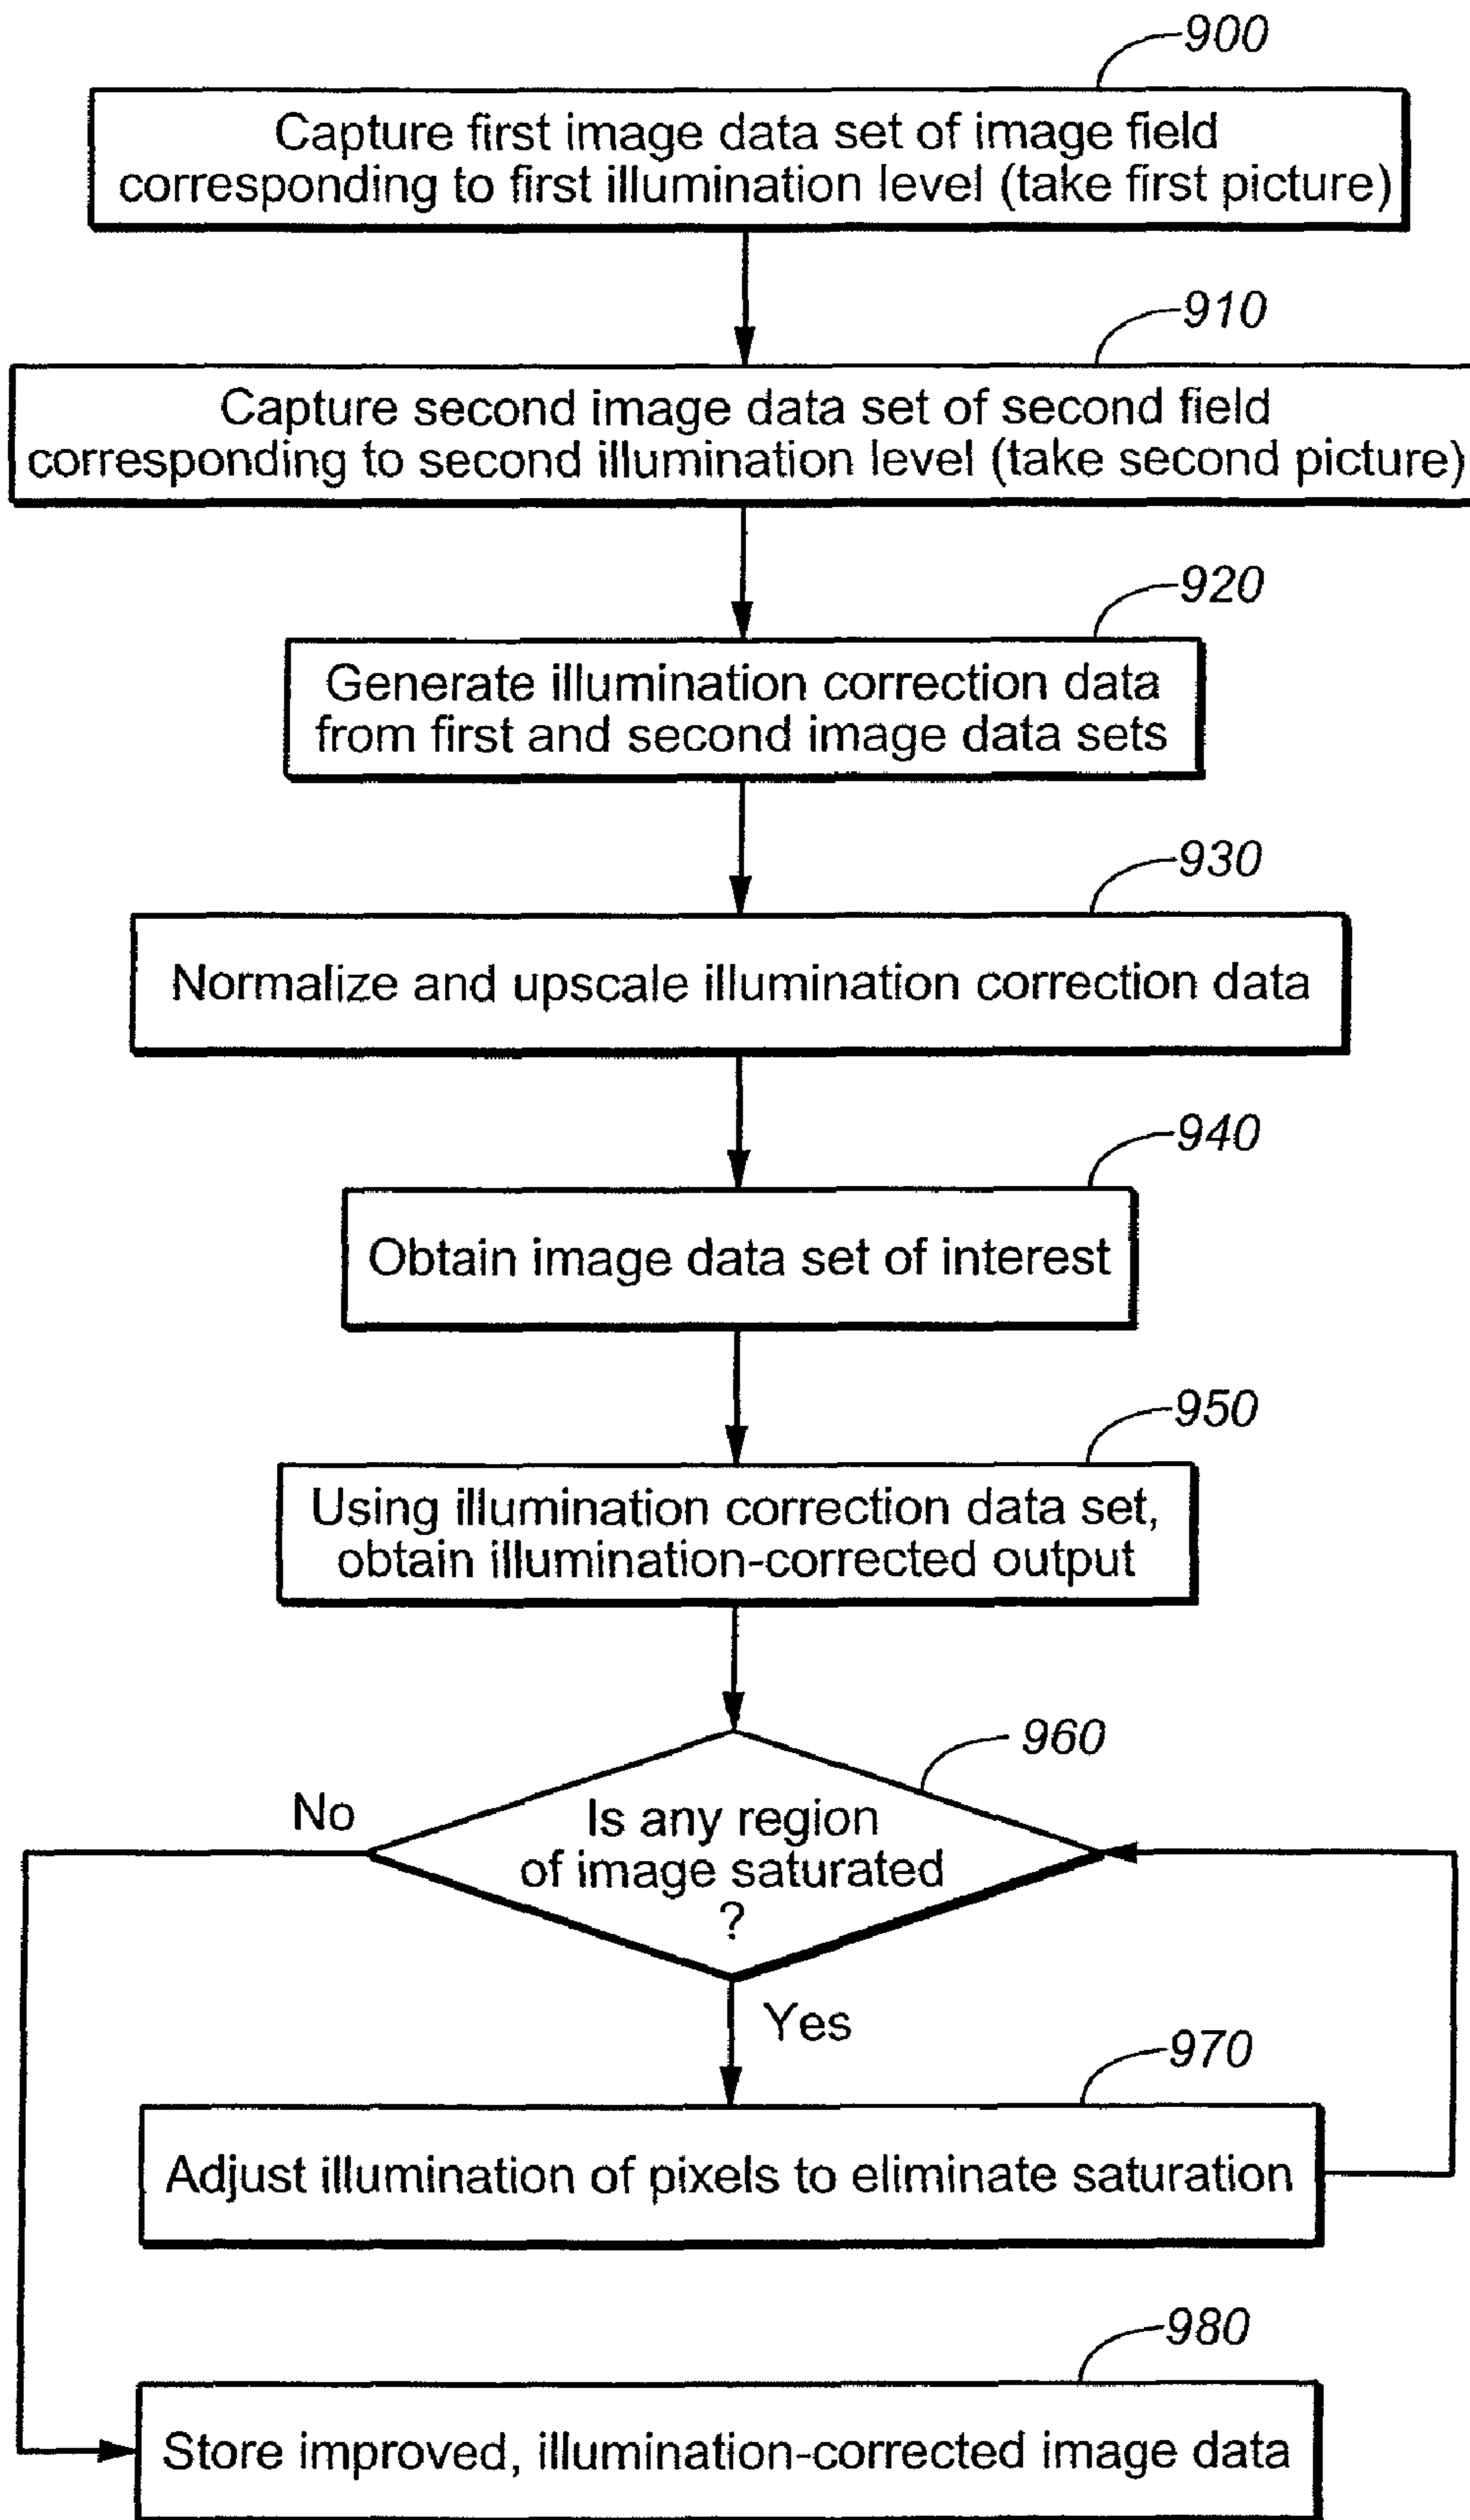 900
Capture first image data set of image field
corresponding to first illumination level (take first picture)
910
Capture second image data set of second field
corresponding to second illumination level (take second picture)
920
Generate illumination correction data
from first and second image data sets
930
Normalize and upscale illumination correction data
940
Obtain image data set of interest
950
Using illumination correction data set,
obtain illumination-corrected output
960
No
Is any region
of image saturated
?
Yes
970
Adjust illumination of pixels to eliminate saturation
980
Store improved, illumination-corrected image data